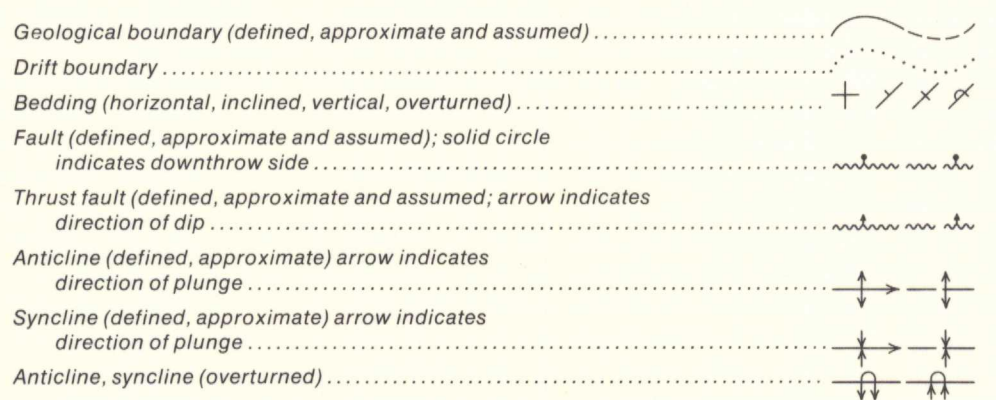 Geological boundary (defined, approximate and assumed)
Drift boundary
Bedding (horizontal, inclined, vertical, overturned)
Fault (defined, approximate and assumed); solid circle
indicates downthrow side
Thrust fault (defined, approximate and assumed; arrow indicates
direction of dip
Anticline (defined, approximate) arrow indicates
direction of plunge
Syncline (defined, approximate) arrow indicates
direction of plunge
Anticline, syncline (overturned)